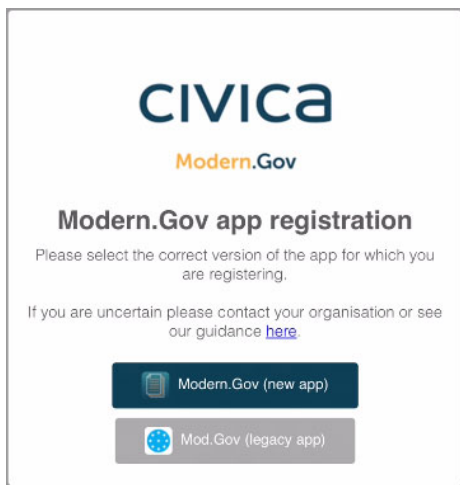 CIVICa
Modern.Gov
Modern.Gov app registration
Please select the correct version of the app for which you
are registering.
If you are uncertain please contact your organisation or see
our guidance here.
Modern.Gov (new app)
Mod.Gov (legacy app)